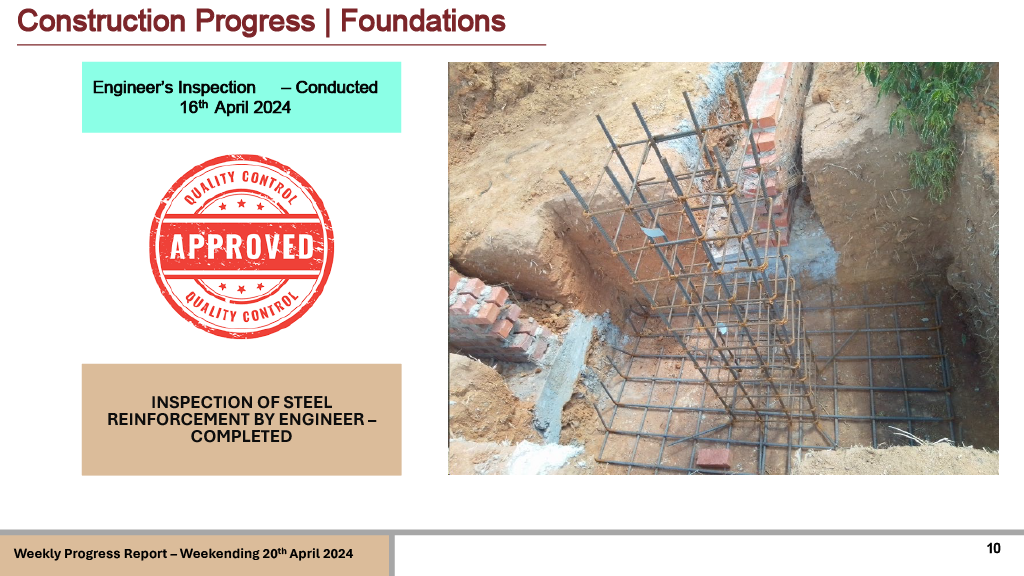 Construction Progress | Foundations
Engineer's Inspection – Conducted
16th April 2024
QUALITY CONTROL
APPROVED
QUALITY CONTROL
INSPECTION OF STEEL
REINFORCEMENT BY ENGINEER –
COMPLETED
Weekly Progress Report – Weekending 20th April 2024
10